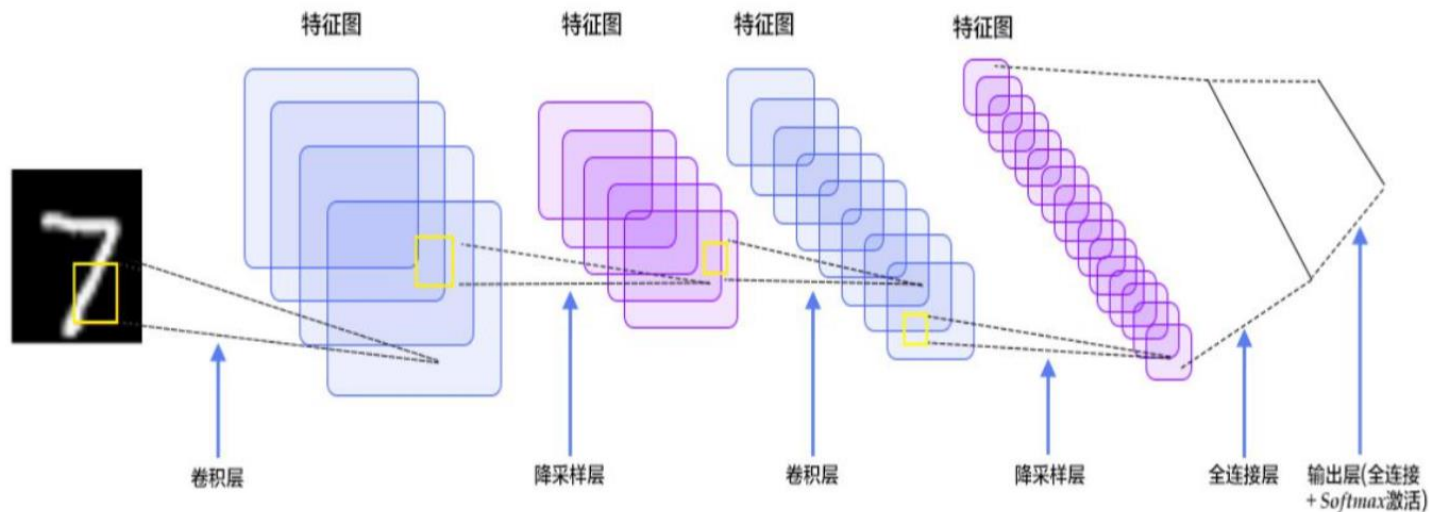 特征图
特征图
特征图
特征图
7
卷积层
降采样层
卷积层
降采样层
全连接层
输出层(全连接
+ Softmax激活)